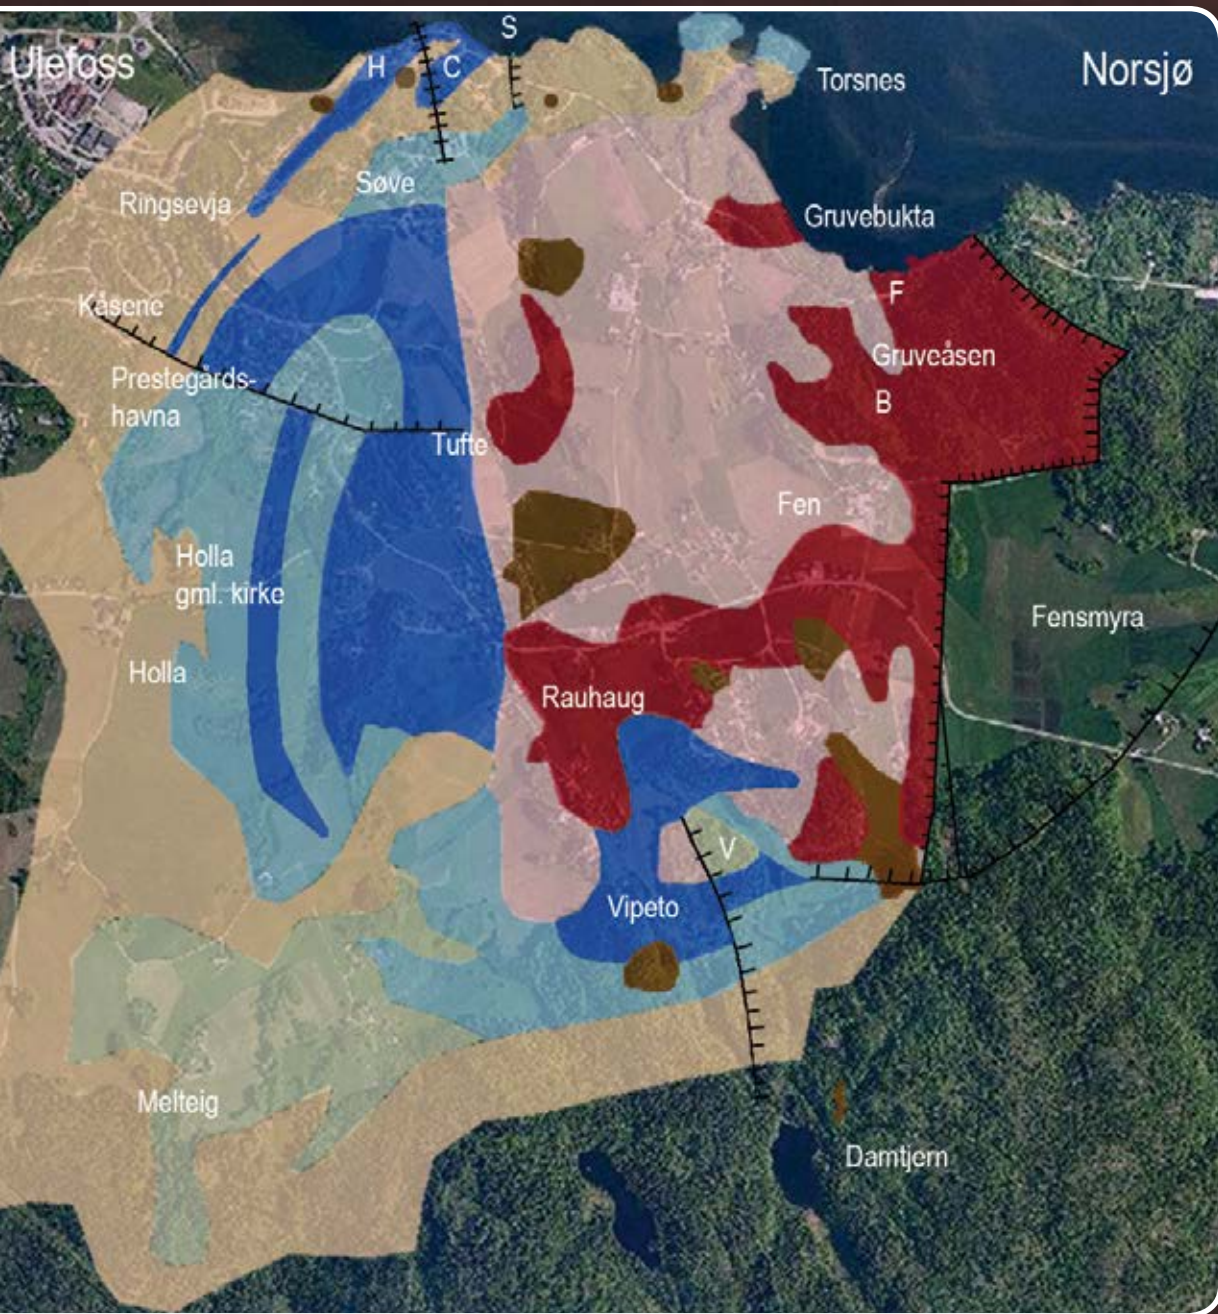 S
Ulefoss
H
C
Norsjø
Torsnes
Søve
Ringsevja
Gruvebukta
F
Kåsene
Gruveåsen
Prestegårds-
havna
B
Tufte
Fen
Holla
gml. kirke
Fensmyra
Holla
Rauhaug
V
Vipeto
Melteig
Damtjern